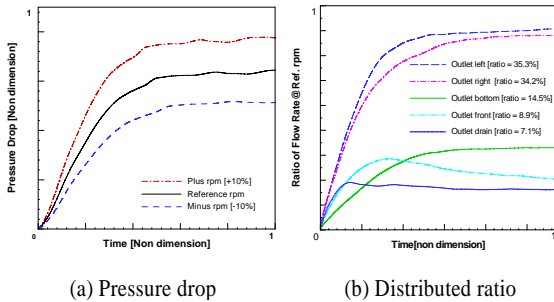 1
Pressure Drop [Non dimension]
Plus rpm [+10%]
Reference rpm
Minus rpm [-10%]
0
1
Time [Non dimension]
(a) Pressure drop
1
Ratio of Flow Rate@Ref. rpm
Outlet left [ratio = 35.3%]
Outlet right [ratio = 34.2%]
Outlet bottom [ratio = 14.5%]
Outlet front [ratio = 8.9%]
Outlet drain [ratio = 7.1%]
0
1
Time[non dimension]
(b) Distributed ratio